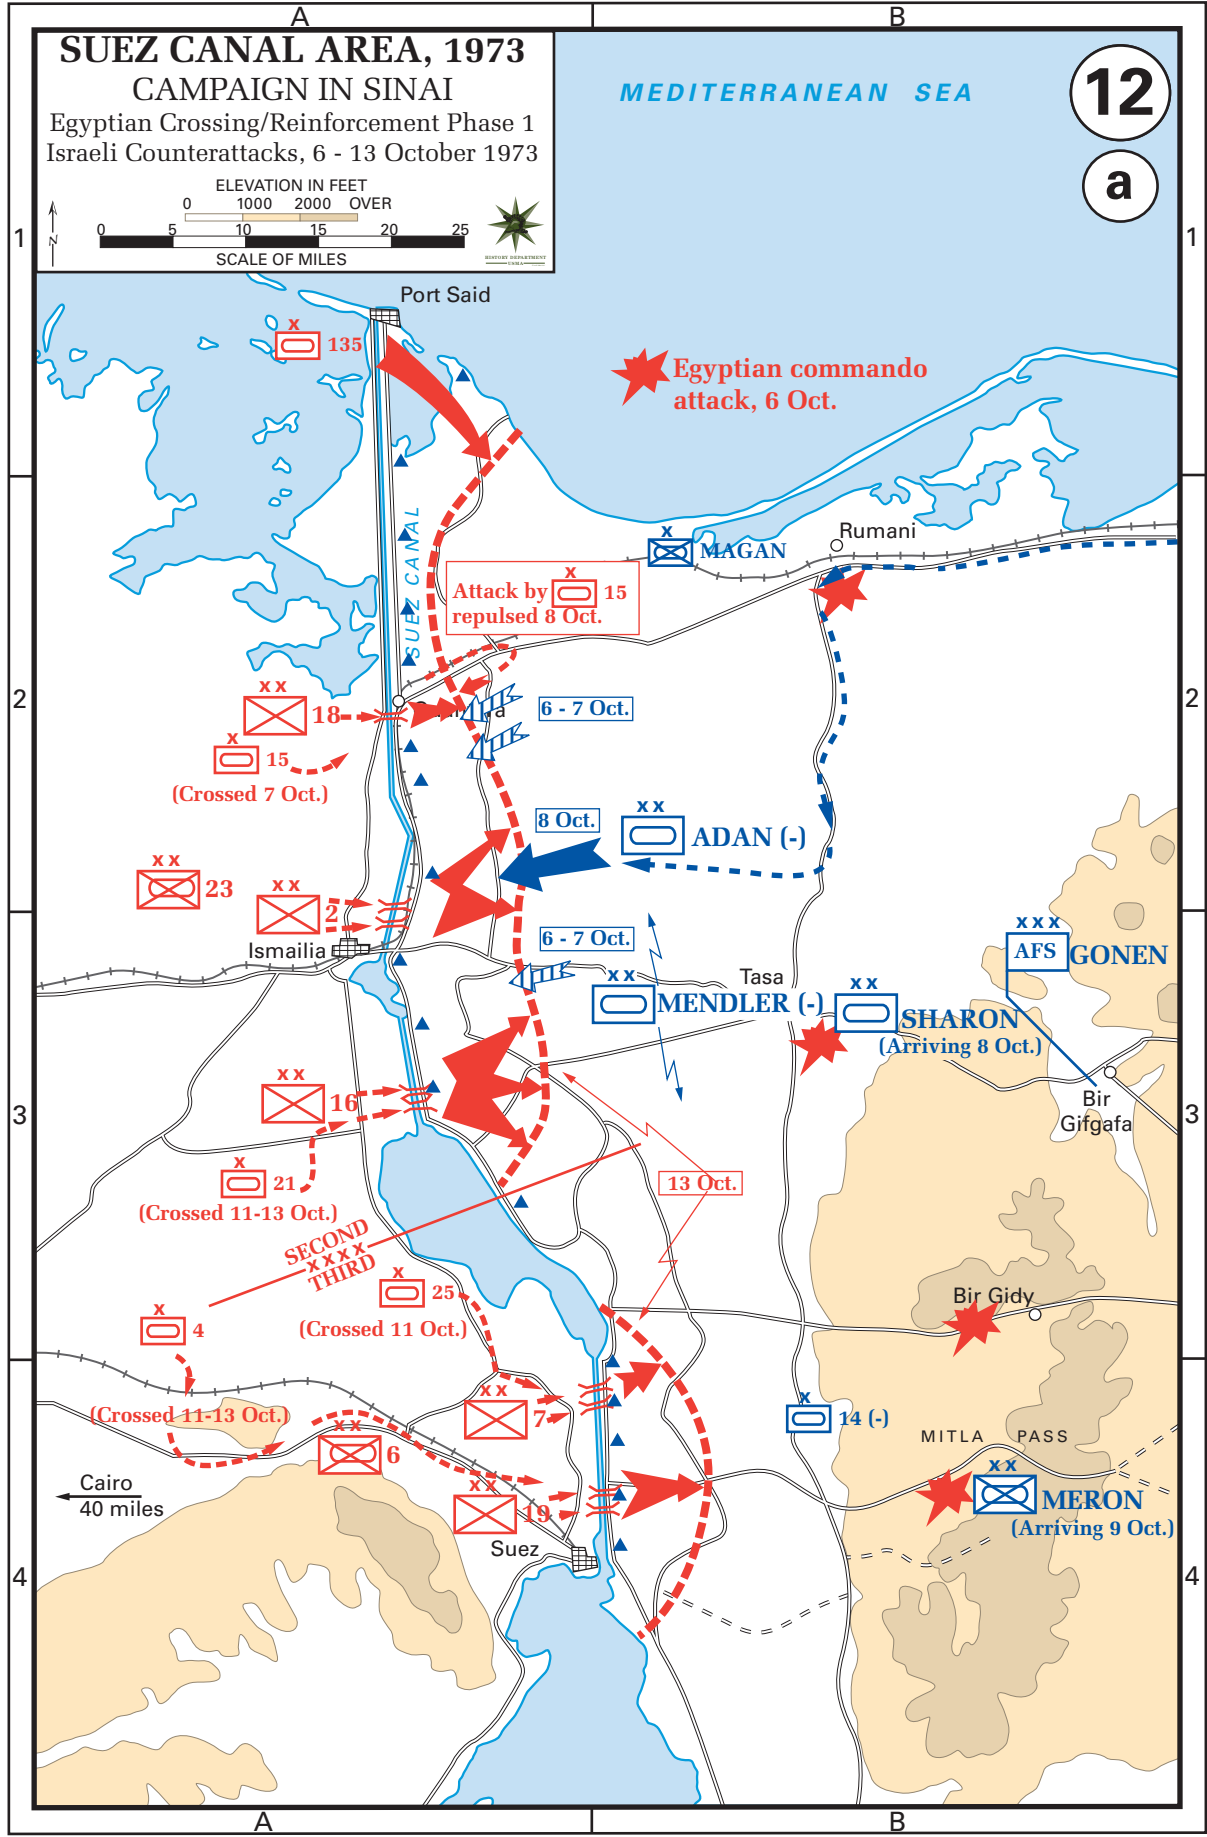 A
B
SUEZ CANAL AREA, 1973
CAMPAIGN IN SINAI
Egyptian Crossing/Reinforcement Phase 1
Israeli Counterattacks, 6 - 13 October 1973
ELEVATION IN FEET
0 1000 2000 OVER
N
0 5 10 15 20 25
SCALE OF MILES
HISTORY DEPARTMENT
USMA
MEDITERRANEAN SEA
12
a
1
1
Port Said
X
135
Egyptian commando
attack, 6 Oct.
SUEZ CANAL
Rumani
X
MAGAN
X
Attack by 15
repulsed 8 Oct.
2
2
X X
18
6 - 7 Oct.
X
15
(Crossed 7 Oct.)
8 Oct.
X X
ADAN (-)
X X
23
X X
2
Ismailia
6 - 7 Oct.
X X
MENDLER (-)
Tasa
X X
SHARON
(Arriving 8 Oct.)
X X X
AFS
GONEN
Bir
Gifgafa
3
3
X X
16
X
21
(Crossed 11-13 Oct.)
13 Oct.
SECOND
X X X X
THIRD
X
25
(Crossed 11 Oct.)
X
4
(Crossed 11-13 Oct.)
Bir Gidy
X X
7
X
14 (-)
X X
6
MITLA PASS
X X
MERON
(Arriving 9 Oct.)
Cairo
40 miles
X X
19
Suez
4
4
A
B